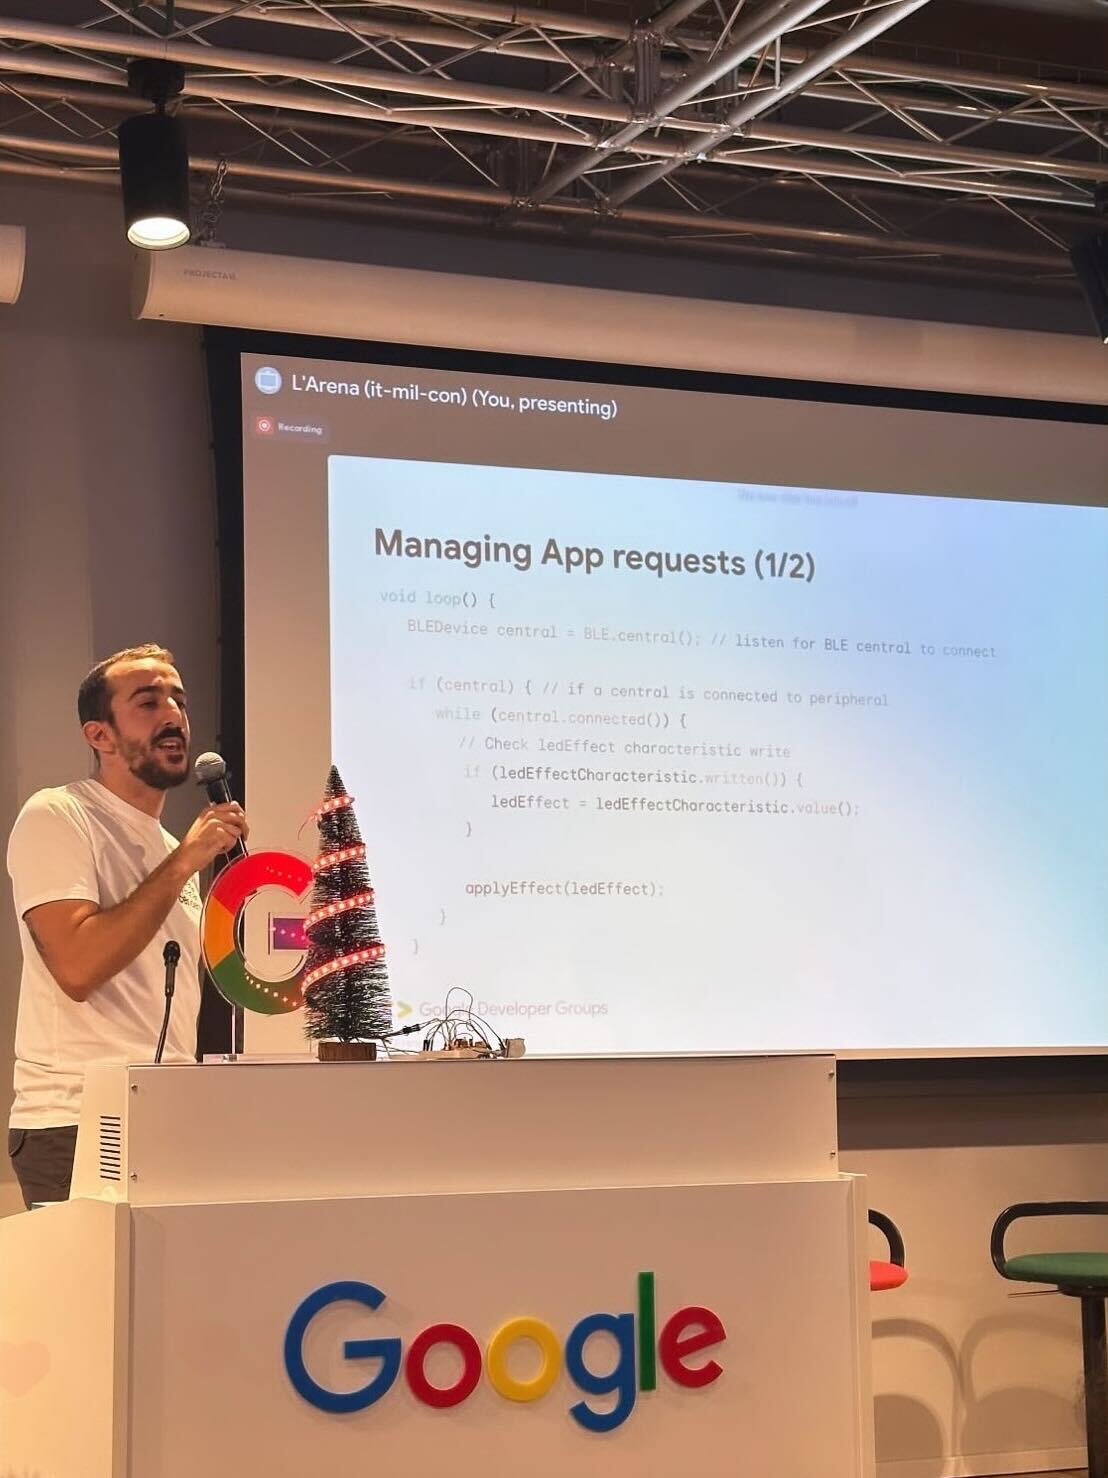 PROJECTA
L'Arena (it-mil-con) (You, presenting)
Recording
Managing App requests (1/2)
void loop() {
BLEDevice central = BLE.central(); // listen for BLE central to connect
if (central) { // if a central is connected to peripheral
while (central.connected()) {
// Check ledEffect characteristic write
if (ledEffectCharacteristic.written()) {
ledEffect = ledEffectCharacteristic.value();
}
applyEffect(ledEffect);
}
}
Google Developer Groups
Google